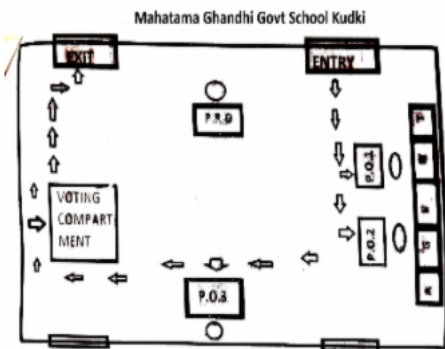 Mahatama Ghandhi Govt School Kudki
EXIT
ENTRY
P.R.O
P.O.1
VOTING
COMPART
MENT
P.O.2
P.O.3